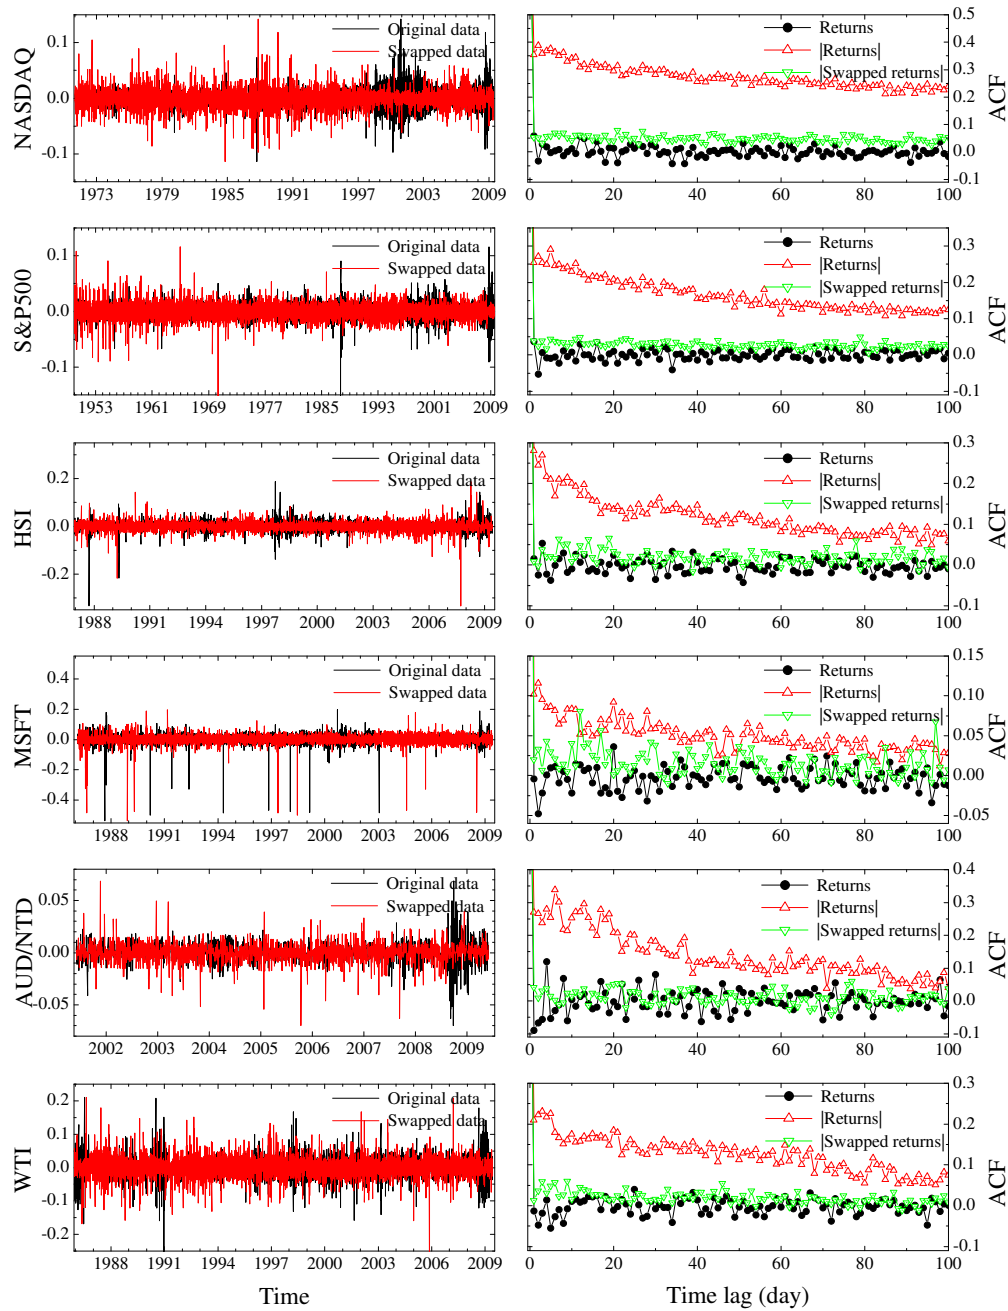 NASDAQ
0.1
0.0
-0.1
Original data
Swapped data
1973 1979 1985 1991 1997 2003 2009
Returns
|Returns|
|Swapped returns|
0.5
0.4
0.3
0.2
0.1
0.0
-0.1
ACF
0 20 40 60 80 100
S&P500
0.1
0.0
-0.1
Original data
Swapped data
1953 1961 1969 1977 1985 1993 2001 2009
Returns
|Returns|
|Swapped returns|
0.3
0.2
0.1
0.0
-0.1
ACF
0 20 40 60 80 100
HSI
0.2
0.0
-0.2
Original data
Swapped data
1988 1991 1994 1997 2000 2003 2006 2009
Returns
|Returns|
|Swapped returns|
0.3
0.2
0.1
0.0
-0.1
ACF
0 20 40 60 80 100
MSFT
0.4
0.2
0.0
-0.2
-0.4
Original data
Swapped data
1988 1991 1994 1997 2000 2003 2006 2009
Returns
|Returns|
|Swapped returns|
0.15
0.10
0.05
0.00
-0.05
ACF
0 20 40 60 80 100
AUD/NTD
0.05
0.00
-0.05
Original data
Swapped data
2002 2003 2004 2005 2006 2007 2008 2009
Returns
|Returns|
|Swapped returns|
0.4
0.3
0.2
0.1
0.0
-0.1
ACF
0 20 40 60 80 100
WTI
0.2
0.1
0.0
-0.1
-0.2
Original data
Swapped data
1988 1991 1994 1997 2000 2003 2006 2009
Time
Returns
|Returns|
|Swapped returns|
0.3
0.2
0.1
0.0
-0.1
ACF
0 20 40 60 80 100
Time lag (day)